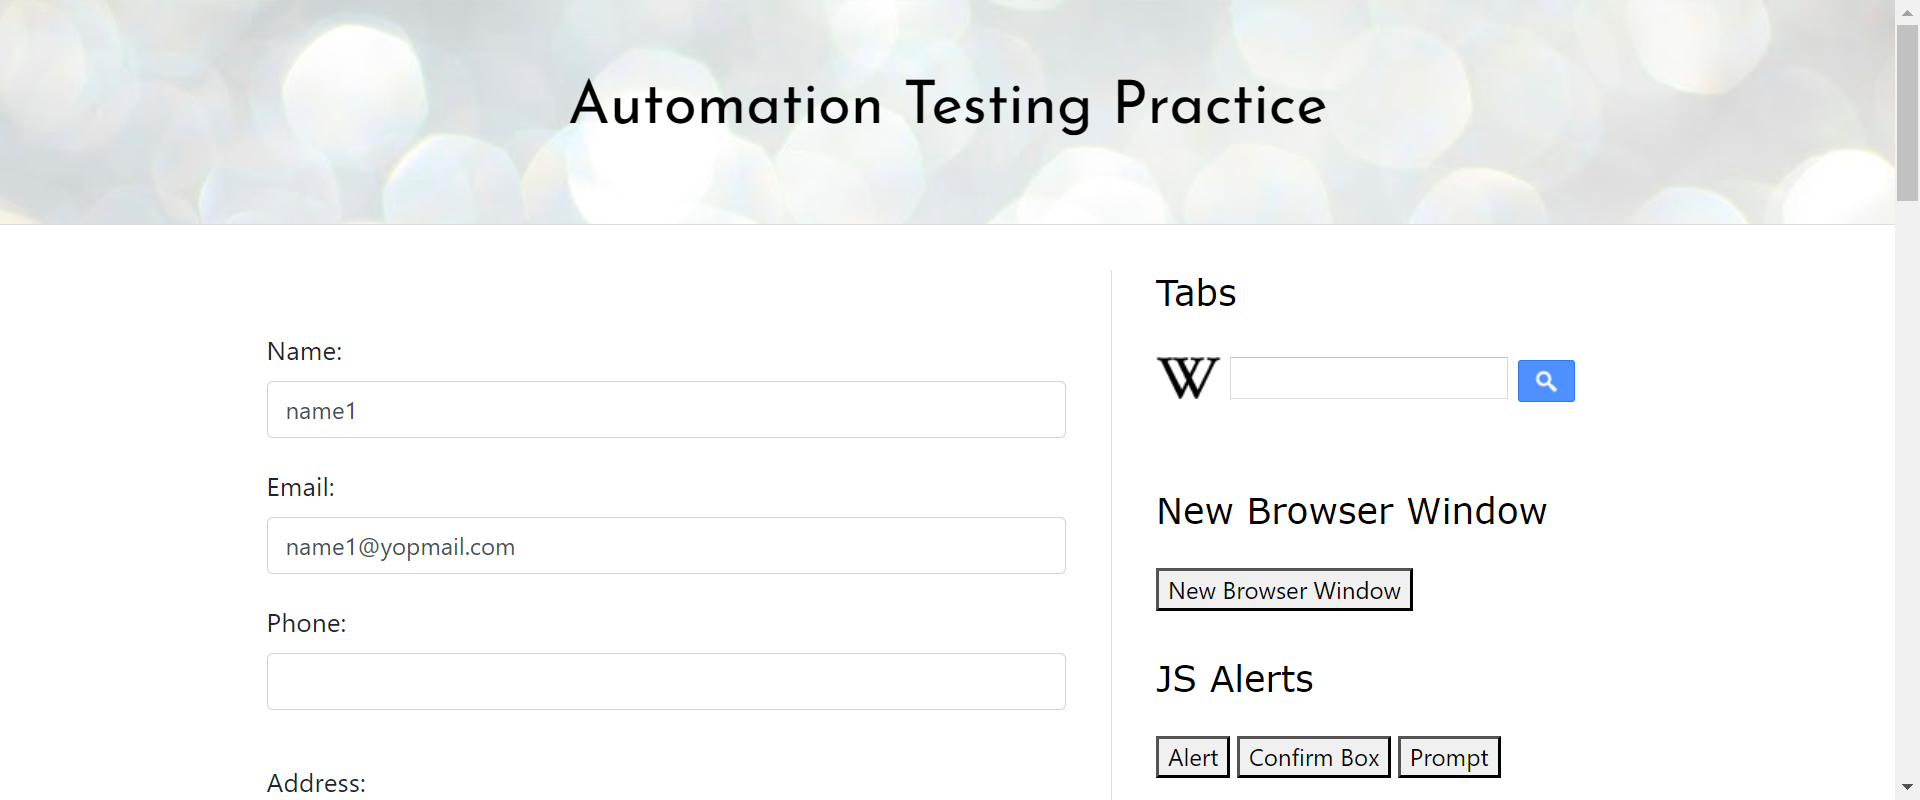 Automation Testing Practice
Name:
name1
Email:
name1@yopmail.com
Phone:
Address:
Tabs
W
New Browser Window
New Browser Window
JS Alerts
Alert Confirm Box Prompt